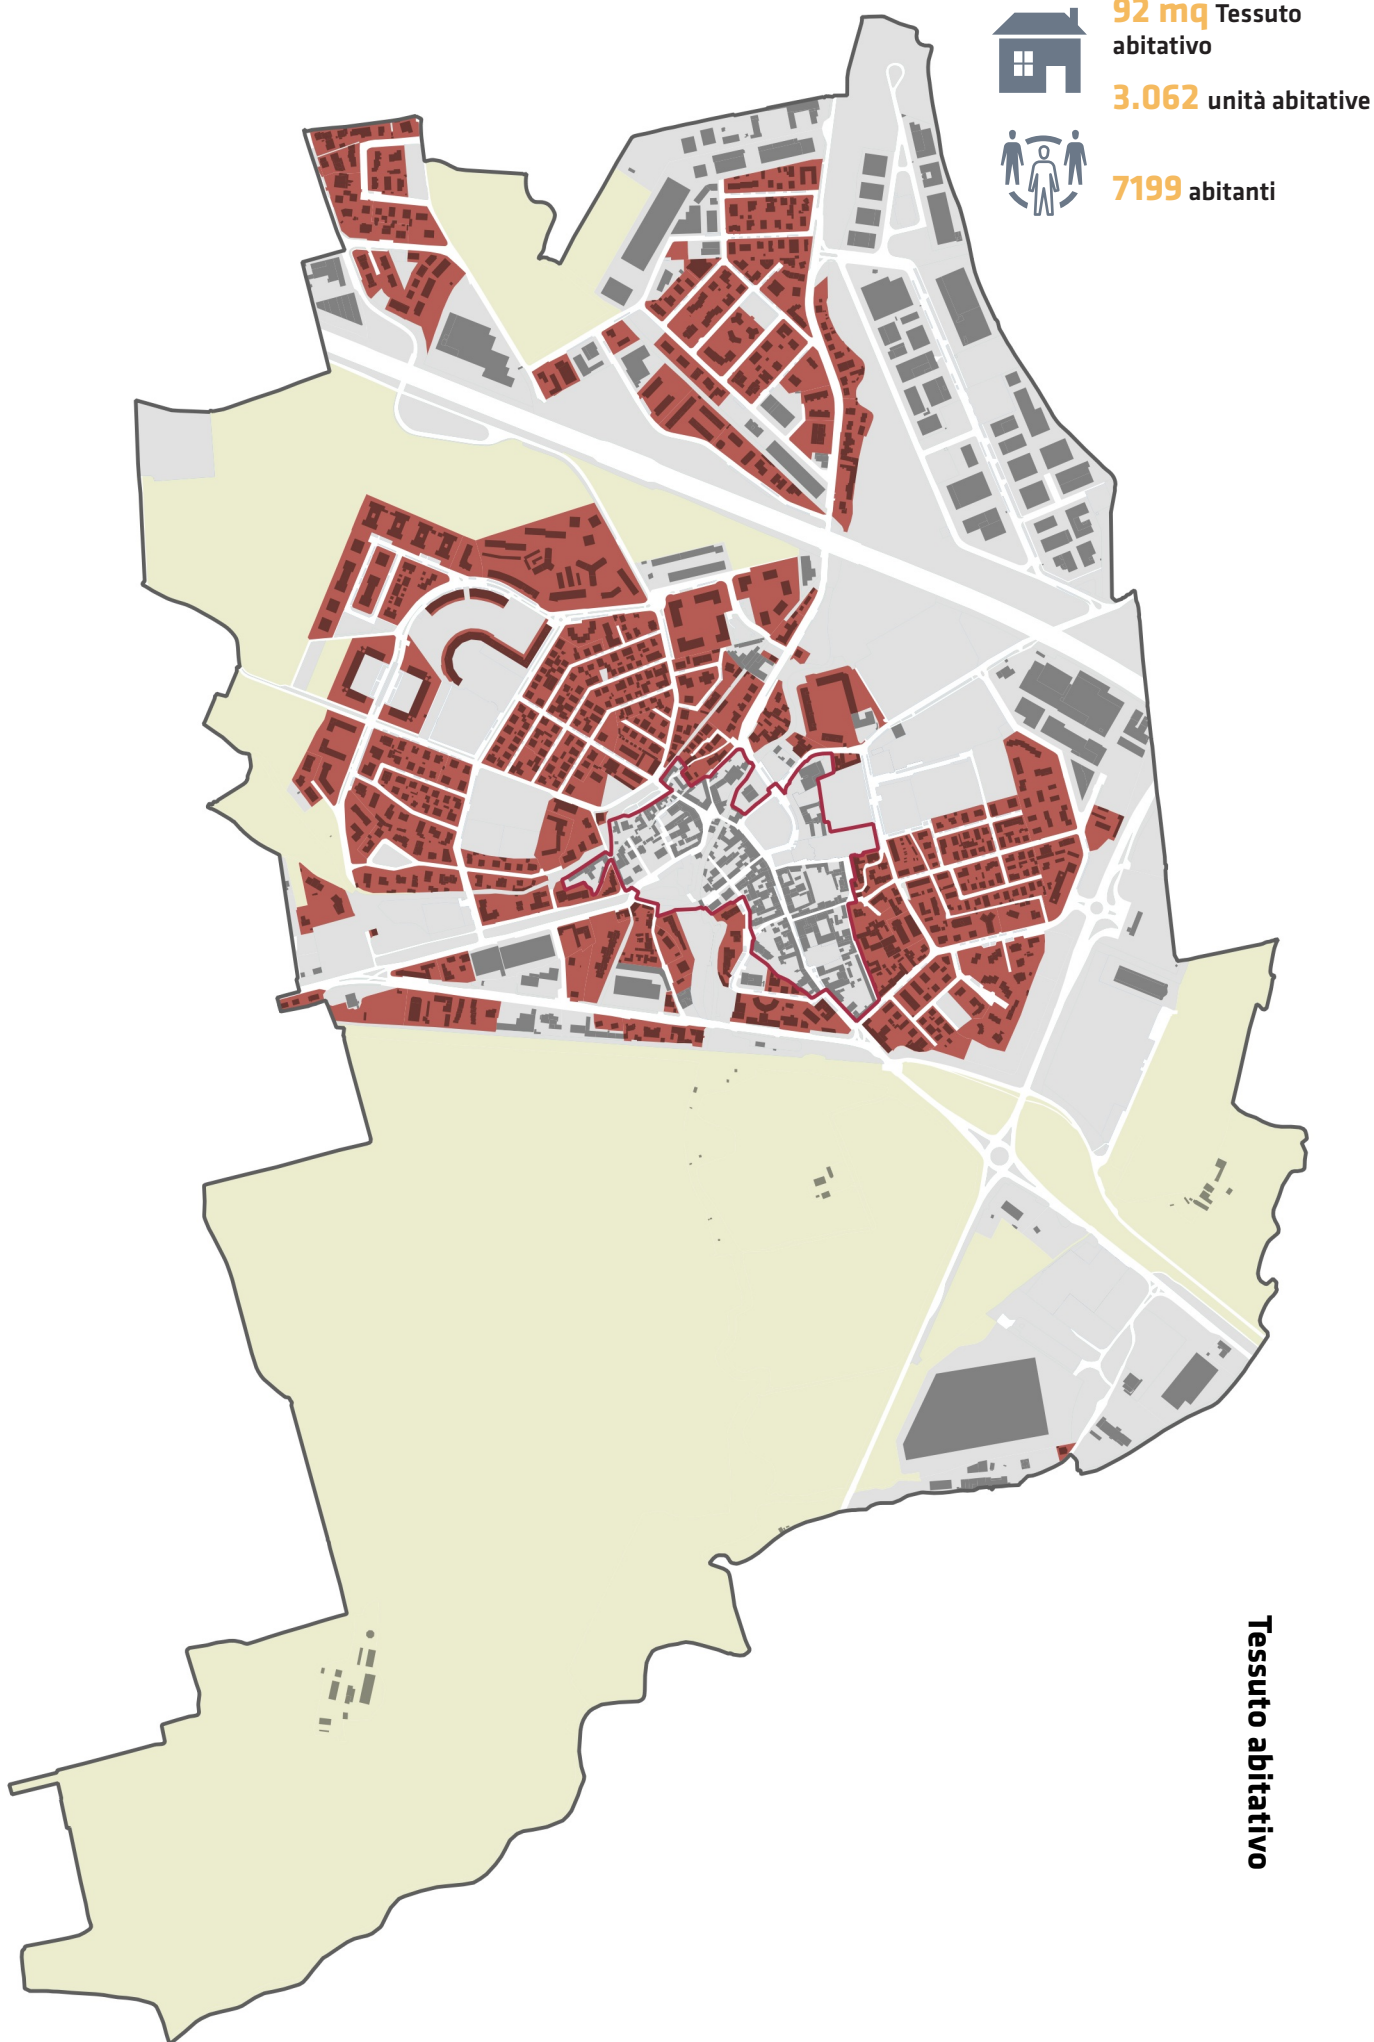 92 mq Tessuto
abitativo
3.062 unità abitative
7199 abitanti
Tessuto abitativo